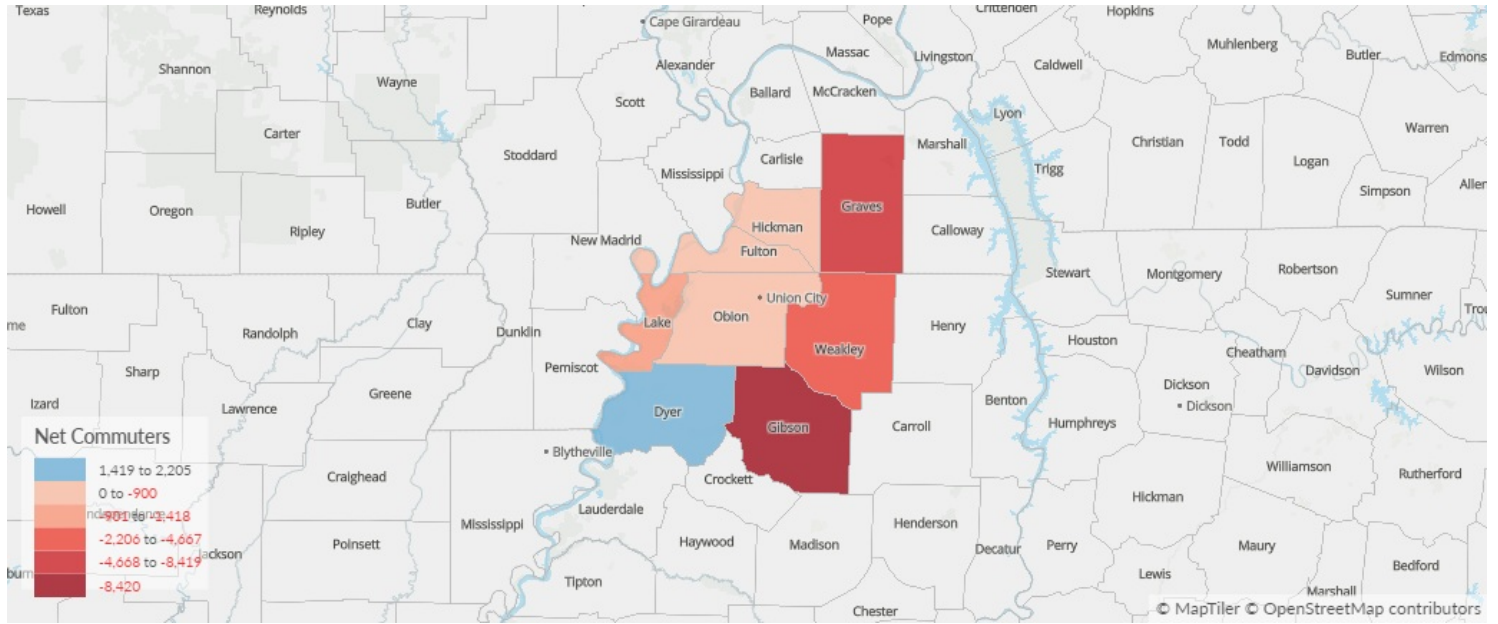 Texas
Reynolds
Cape Girardeau
Pope
Crittenden
Hopkins
Shannon
Wayne
Alexander
Massac
Livingston
Muhlenberg
Butler
Edmons
Caldwell
Scott
Ballard
McCracken
Lyon
Carter
Stoddard
Carlisle
Marshall
Christian
Todd
Warren
Logan
Mississippi
Trigg
Simpson
Allen
Howell
Oregon
Butler
Graves
Ripley
New Madrid
Hickman
Calloway
Fulton
Stewart
Montgomery
Robertson
Union City
Sumner
Fulton
Trou
me
Randolph
Clay
Dunklin
Lake
Obion
Henry
Houston
Weakley
Cheatham
Sharp
Pemiscot
Davidson
Wilson
Dickson
Izard
Lawrence
Greene
Dyer
Gibson
Carroll
Benton
Dickson
Humphreys
Blytheville
Craighead
Crockett
Williamson
Rutherford
Mississippi
Lauderdale
Henderson
Hickman
Jackson
Poinsett
Haywood
Madison
Decatur
Perry
Maury
Bedford
Tipton
Lewis
Marshall
Chester
Net Commuters
1,419 to 2,205
0 to -900
-901 to -1,418
-2,206 to -4,667
-4,668 to -8,419
-8,420
© MapTiler © OpenStreetMap contributors